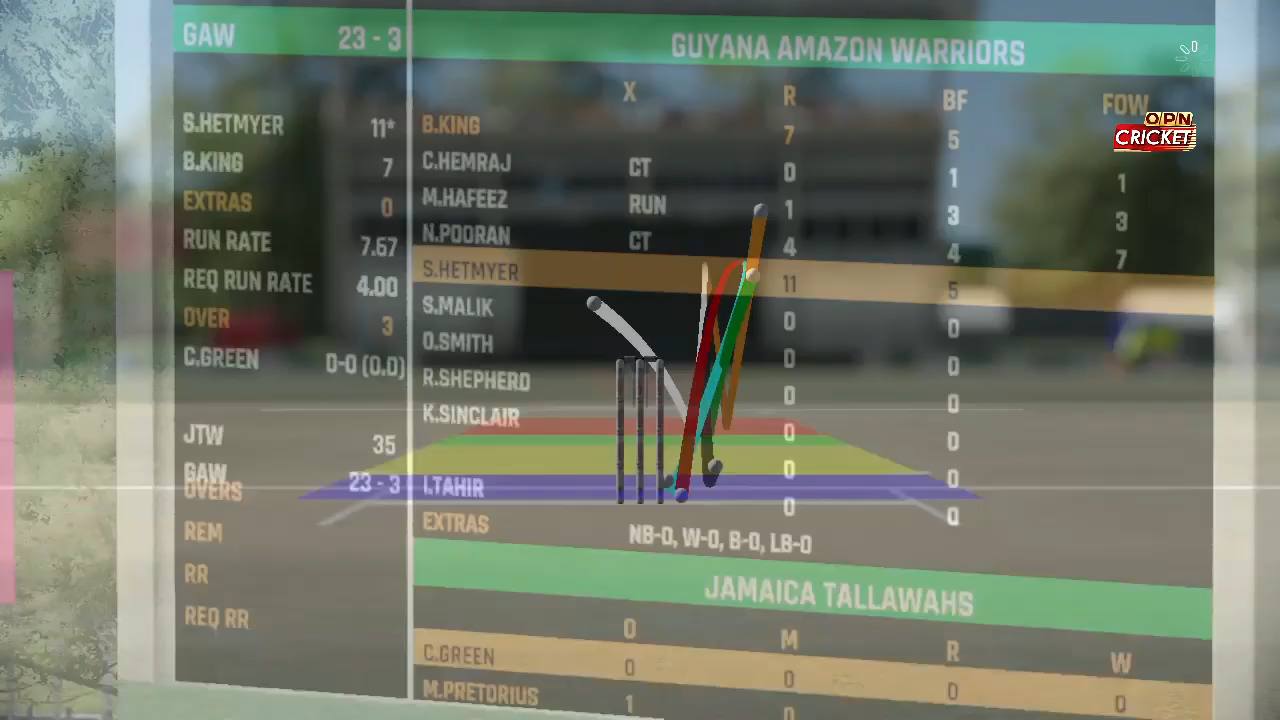 GAW 23 - 3
S.HETMYER 11*
B.KING 7
EXTRAS 0
RUN RATE 7.67
REQ RUN RATE 4.00
OVER 3
C.GREEN 0-0 (0.0)
JTW 35
GAW 23 - 3
OVERS
REM
RR
REQ RR
GUYANA AMAZON WARRIORS
X R BF FOW
B.KING 7 5
C.HEMRAJ CT 0 1 1
M.HAFEEZ RUN 1 3 3
N.POORAN CT 4 4 7
S.HETMYER 11 5
S.MALIK 0 0
O.SMITH 0 0
R.SHEPHERD 0 0
K.SINCLAIR 0 0
0 0
I.TAHIR 0 0
EXTRAS NB-0, W-0, B-0, LB-0
JAMAICA TALLAWAHS
O M R W
C.GREEN 0 0 0 0
M.PRETORIUS 1 0
0
OPN
CRICKET